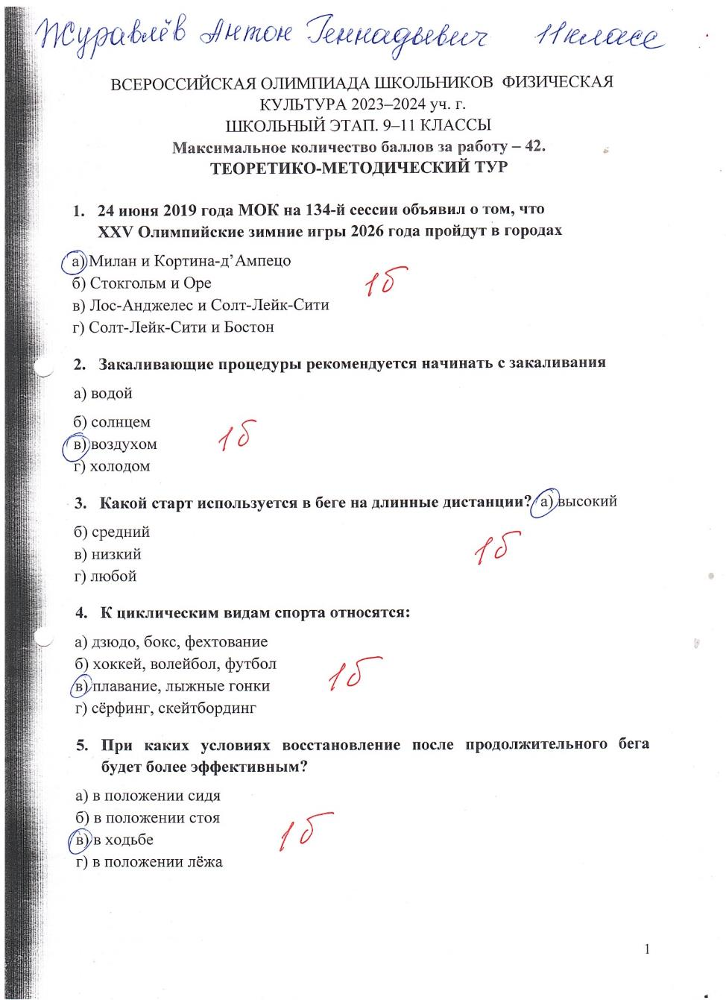 Журавлёв Антон Геннадьевич 11 класс
ВСЕРОССИЙСКАЯ ОЛИМПИАДА ШКОЛЬНИКОВ ФИЗИЧЕСКАЯ
КУЛЬТУРА 2023–2024 уч. г.
ШКОЛЬНЫЙ ЭТАП. 9–11 КЛАССЫ
Максимальное количество баллов за работу – 42.
ТЕОРЕТИКО-МЕТОДИЧЕСКИЙ ТУР
1. 24 июня 2019 года МОК на 134-й сессии объявил о том, что
XXV Олимпийские зимние игры 2026 года пройдут в городах
а) Милан и Кортина-д’Ампецо
б) Стокгольм и Оре
1б
в) Лос-Анджелес и Солт-Лейк-Сити
г) Солт-Лейк-Сити и Бостон
2. Закаливающие процедуры рекомендуется начинать с закаливания
а) водой
б) солнцем
в) воздухом
1б
г) холодом
3. Какой старт используется в беге на длинные дистанции? а) высокий
б) средний
в) низкий
1б
г) любой
4. К циклическим видам спорта относятся:
а) дзюдо, бокс, фехтование
б) хоккей, волейбол, футбол
в) плавание, лыжные гонки
1б
г) сёрфинг, скейтбординг
5. При каких условиях восстановление после продолжительного бега
будет более эффективным?
а) в положении сидя
б) в положении стоя
в) в ходьбе
1б
г) в положении лёжа
1